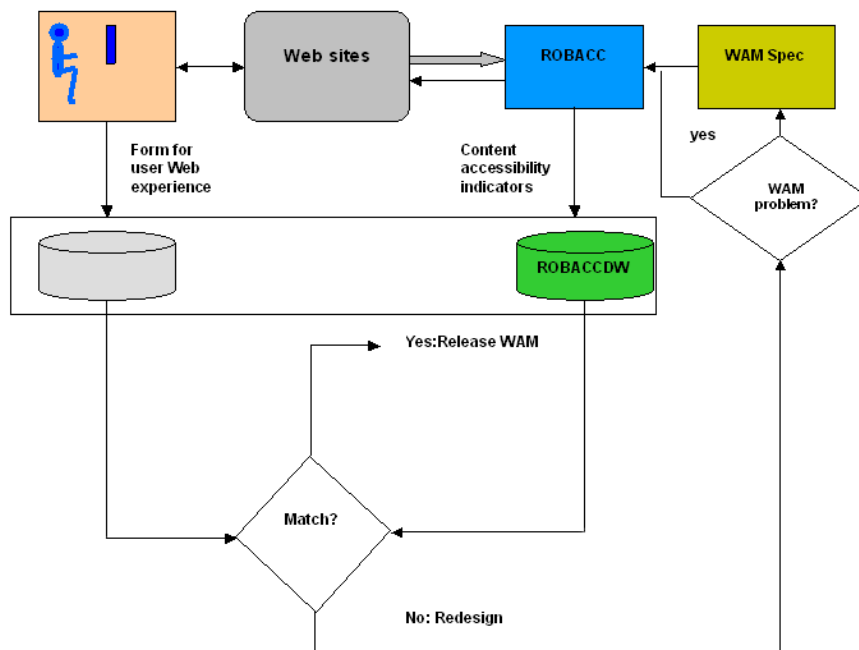 Web sites
ROBACC
WAM Spec
yes
Form for
user Web
experience
Content
accessibility
indicators
WAM
problem?
ROBACCDW
Yes:Release WAM
Match?
No: Redesign